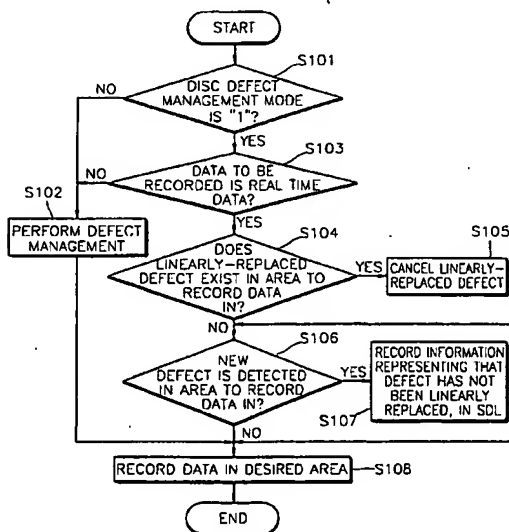 START
S101
NO
DISC DEFECT
MANAGEMENT MODE
IS "1"?
YES
S103
NO
DATA TO BE
RECORDED IS REAL TIME
DATA?
S102
YES
S104
S105
PERFORM DEFECT
MANAGEMENT
DOES
LINEARLY-REPLACED
DEFECT EXIST IN AREA TO
RECORD DATA
IN?
YES
CANCEL LINEARLY-
REPLACED DEFECT
NO
S106
NEW
DEFECT IS DETECTED
IN AREA TO RECORD
DATA IN?
YES
RECORD INFORMATION
REPRESENTING THAT
DEFECT HAS NOT
BEEN LINEARLY
REPLACED, IN SDL
S107
NO
RECORD DATA IN DESIRED AREA
S108
END